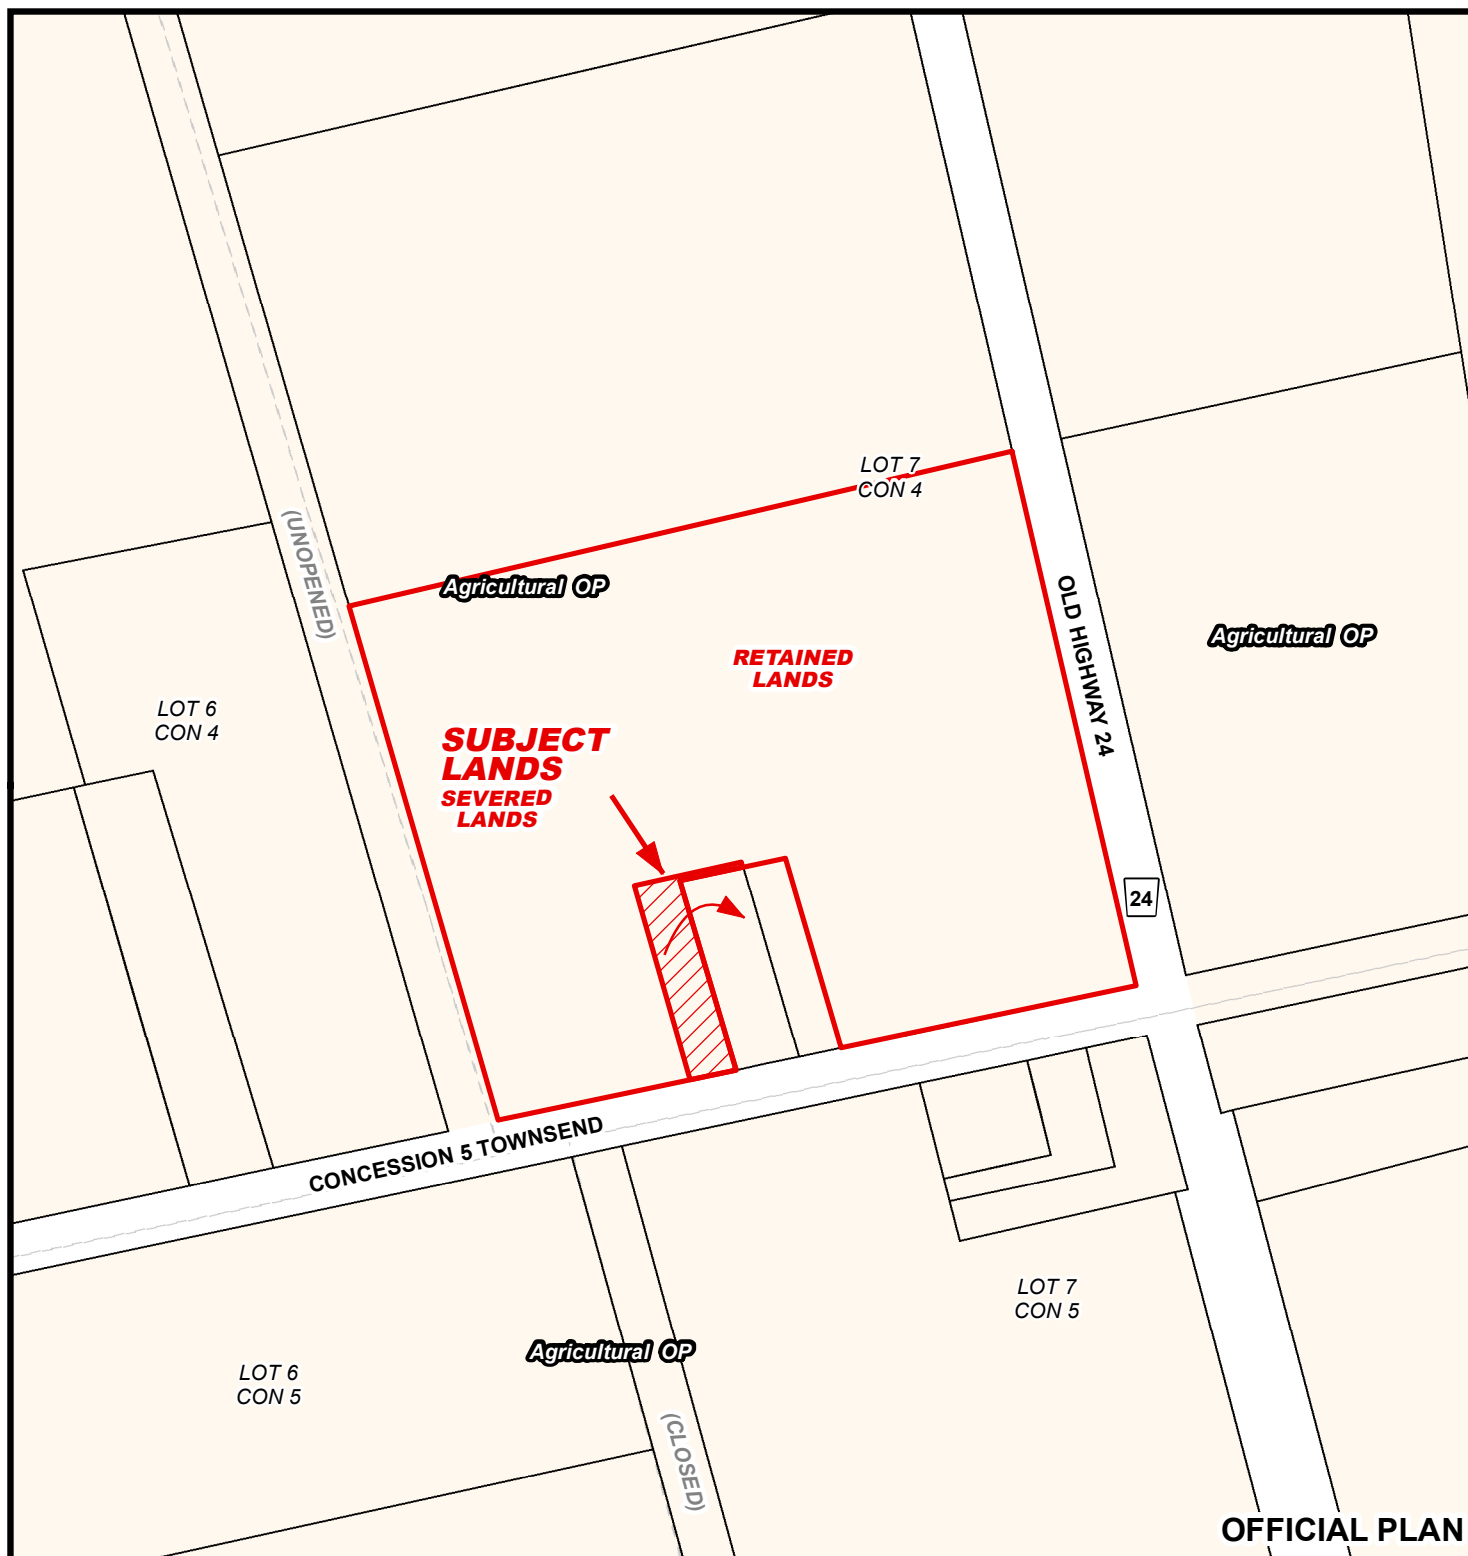 LOT 7
CON 4
(UNOPENED)
Agricultural OP
OLD HIGHWAY 24
Agricultural OP
RETAINED
LANDS
LOT 6
CON 4
SUBJECT
LANDS
SEVERED
LANDS
24
CONCESSION 5 TOWNSEND
LOT 7
CON 5
Agricultural OP
LOT 6
CON 5
(CLOSED)
OFFICIAL PLAN